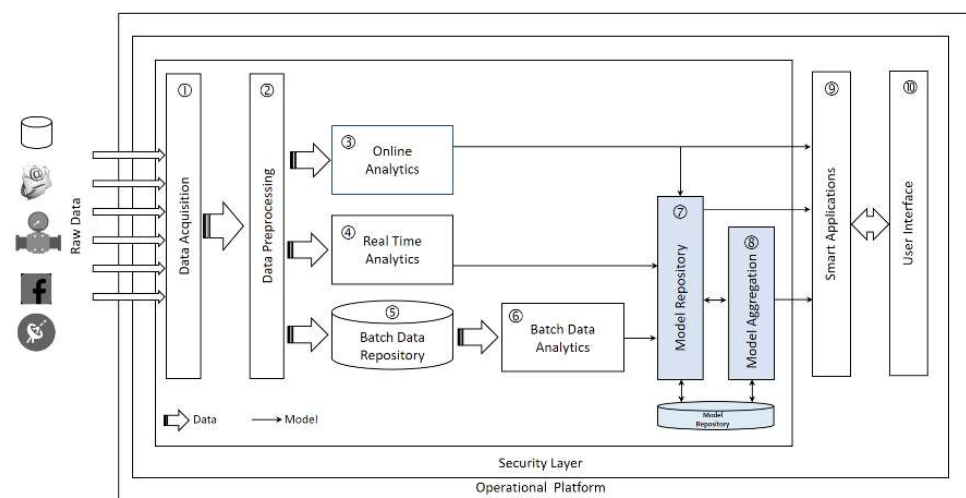 Raw Data
@
f
①
Data Acquisition
②
Data Preprocessing
③
Online
Analytics
④
Real Time
Analytics
⑤
Batch Data
Repository
⑥
Batch Data
Analytics
⑦
Model Repository
⑧
Model Aggregation
Model
Repository
⑨
Smart Applications
⑩
User Interface
Data
Model
Security Layer
Operational Platform